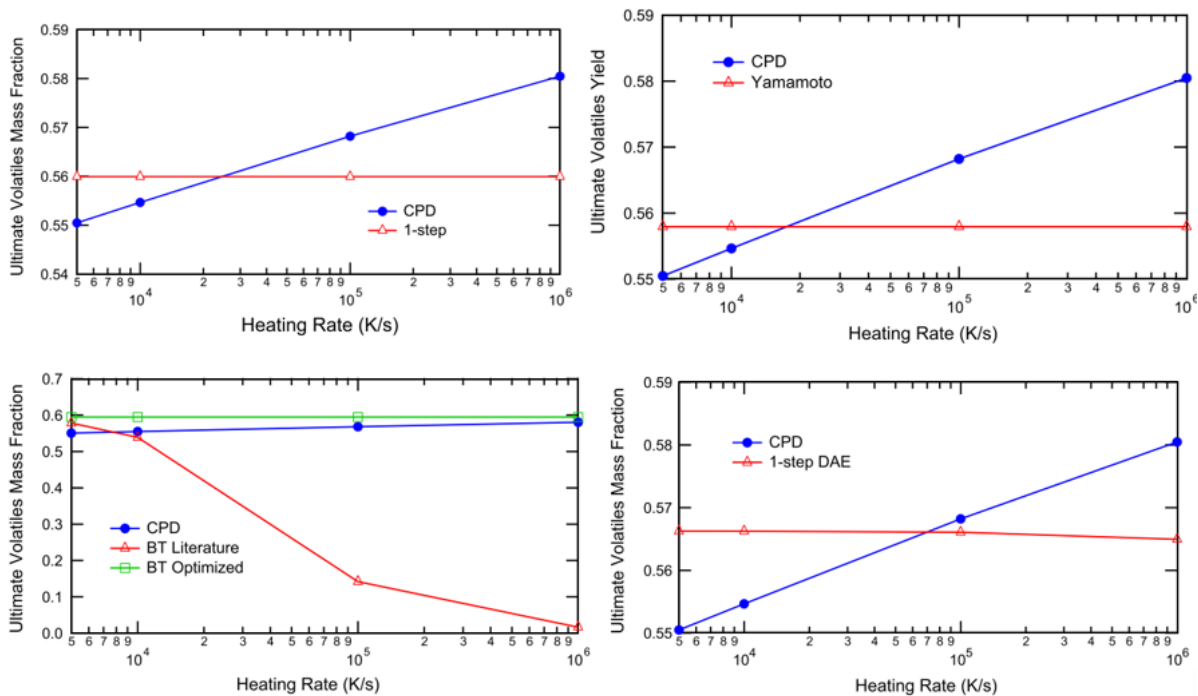 0.59
0.58
0.57
0.56
0.55
0.54
Ultimate Volatiles Mass Fraction
CPD
1-step
5 6 7 8 9 10^4 2 3 4 5 6 7 8 9 10^5 2 3 4 5 6 7 8 9 10^6
Heating Rate (K/s)
0.59
0.58
0.57
0.56
0.55
Ultimate Volatiles Yield
CPD
Yamamoto
5 6 7 8 9 10^4 2 3 4 5 6 7 8 9 10^5 2 3 4 5 6 7 8 9 10^6
Heating Rate (K/s)
0.7
0.6
0.5
0.4
0.3
0.2
0.1
0.0
Ultimate Volatiles Mass Fraction
CPD
BT Literature
BT Optimized
5 6 7 8 9 10^4 2 3 4 5 6 7 8 9 10^5 2 3 4 5 6 7 8 9 10^6
Heating Rate (K/s)
0.59
0.58
0.57
0.56
0.55
Ultimate Volatiles Mass Fraction
CPD
1-step DAE
5 6 7 8 9 10^4 2 3 4 5 6 7 8 9 10^5 2 3 4 5 6 7 8 9 10^6
Heating Rate (K/s)